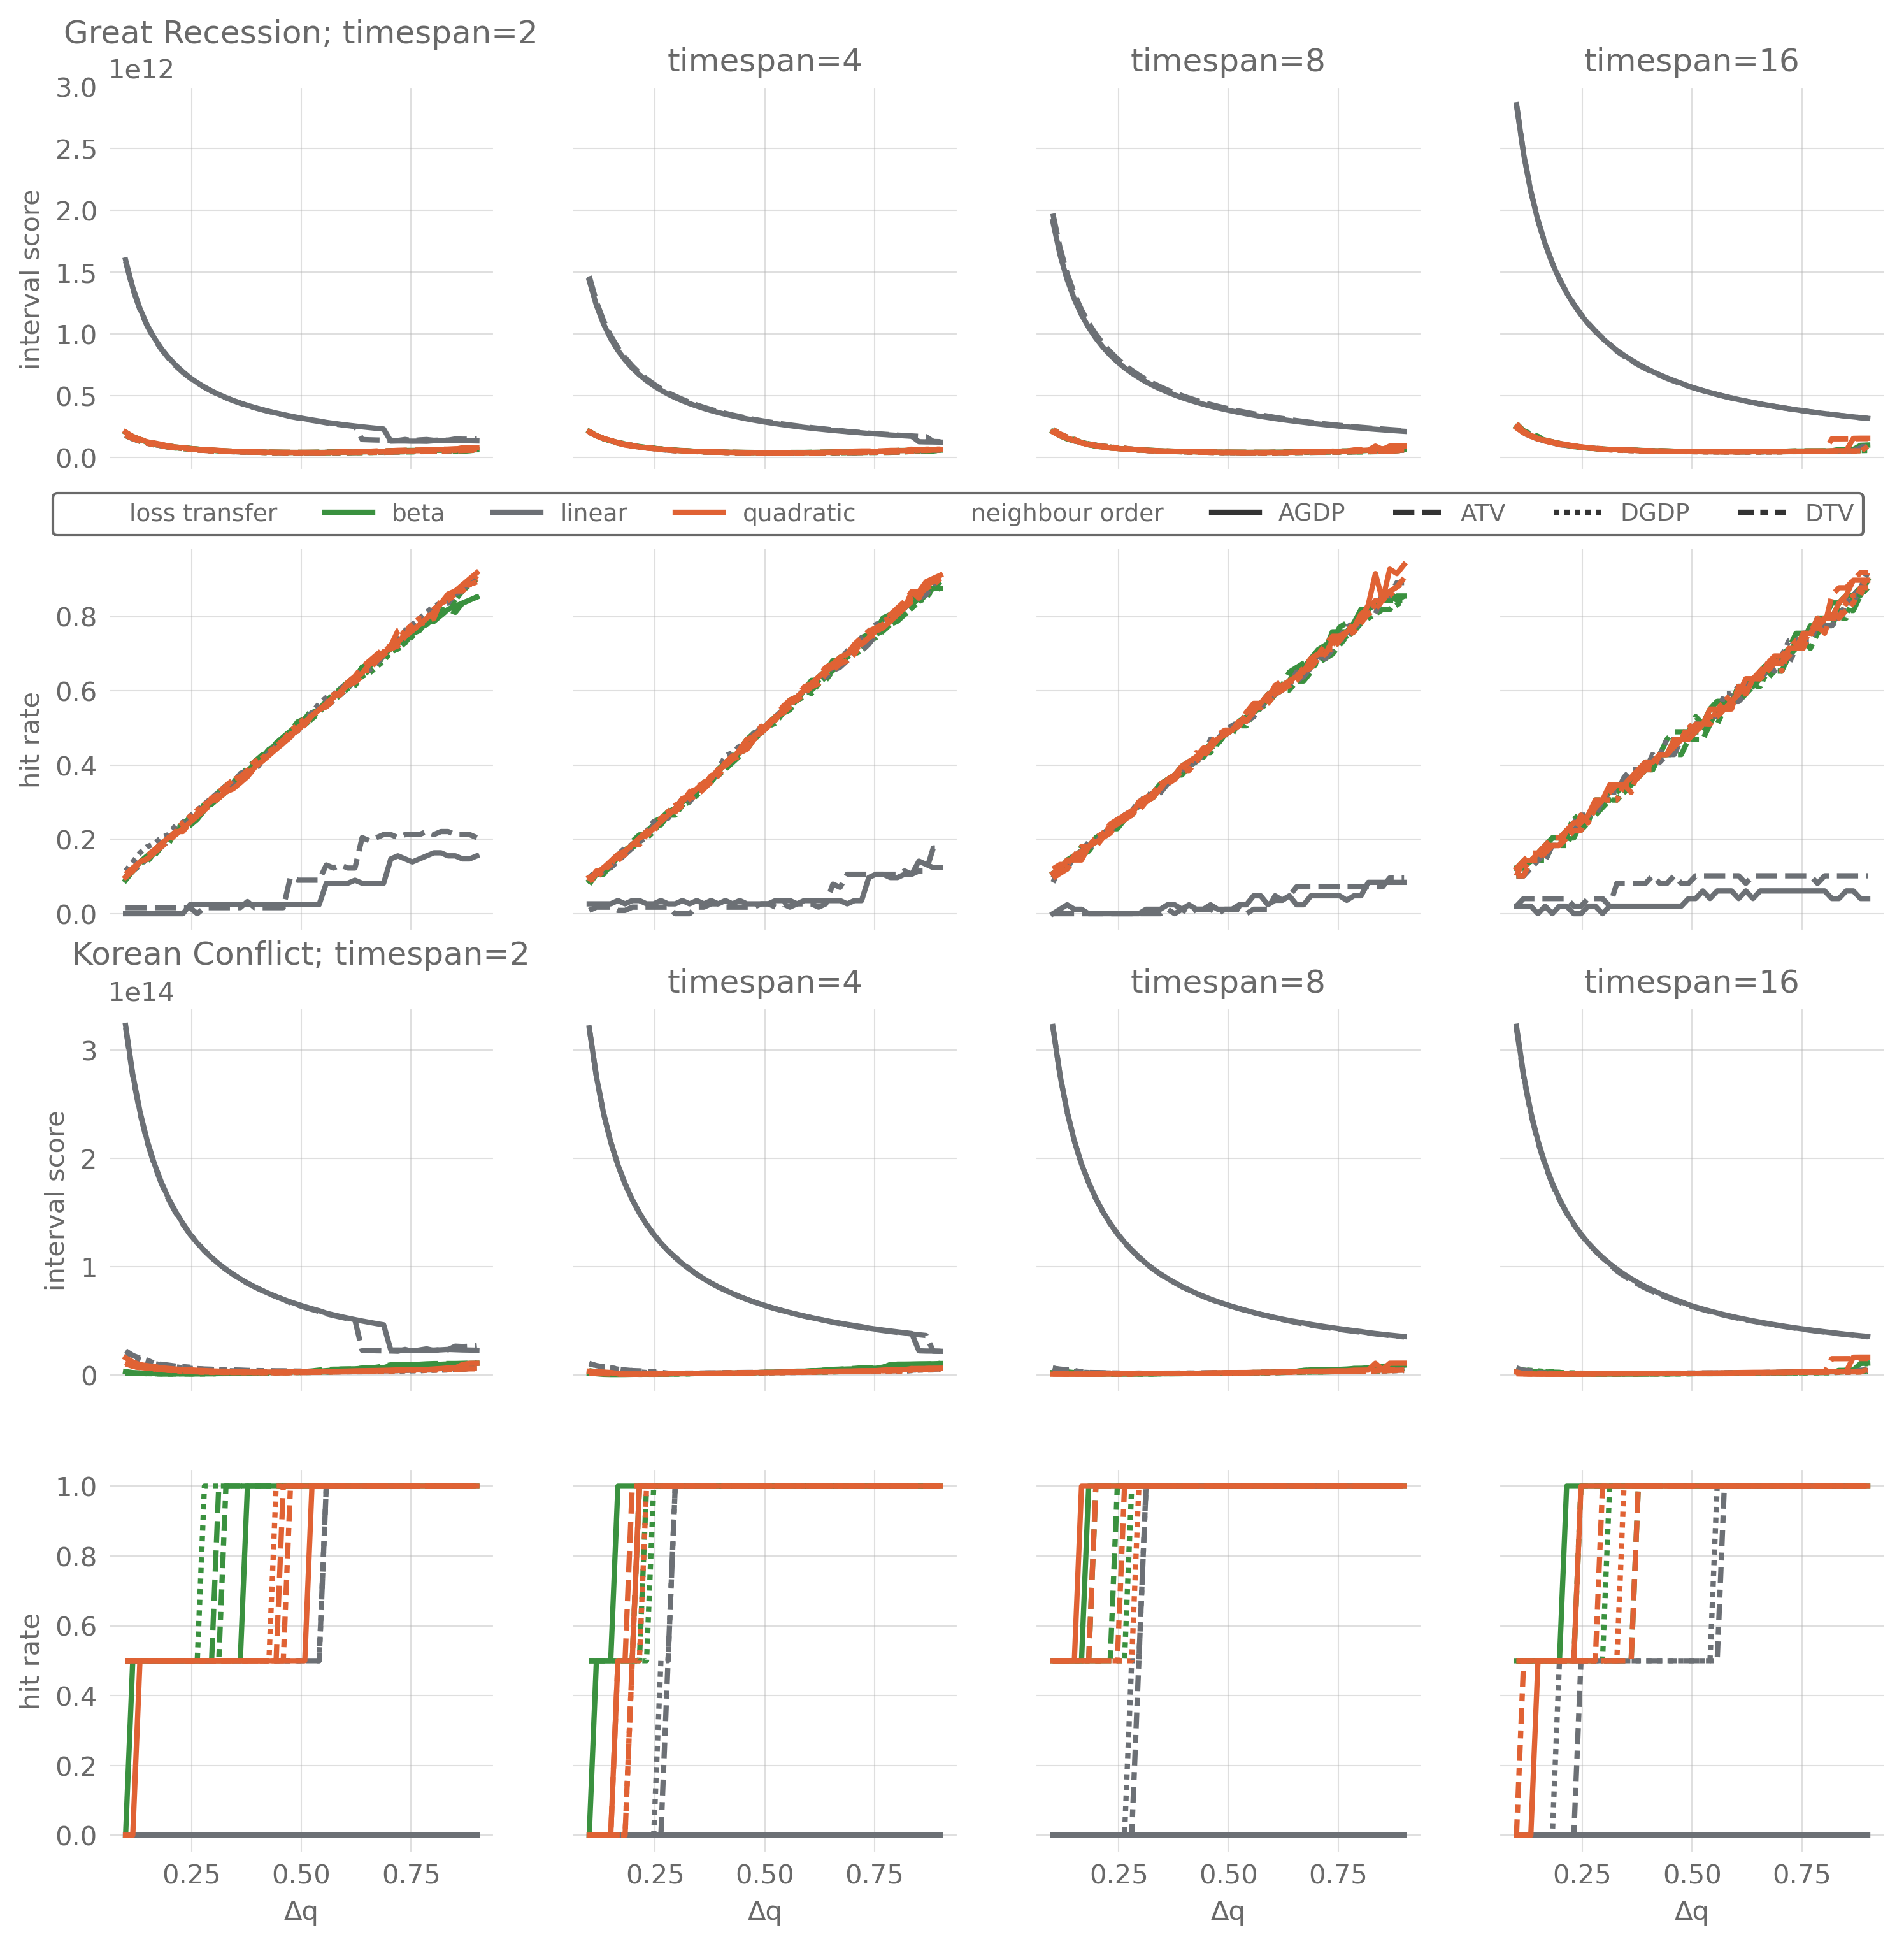 Great Recession; timespan=2
timespan=4
timespan=8
timespan=16
1e12
3.0
2.5
2.0
1.5
1.0
0.5
0.0
interval score
loss transfer beta linear quadratic neighbour order AGDP ATV DGDP DTV
0.8
0.6
0.4
0.2
0.0
hit rate
Korean Conflict; timespan=2
timespan=4
timespan=8
timespan=16
1e14
3
2
1
0
interval score
1.0
0.8
0.6
0.4
0.2
0.0
hit rate
0.25 0.50 0.75 0.25 0.50 0.75 0.25 0.50 0.75 0.25 0.50 0.75
Δq Δq Δq Δq